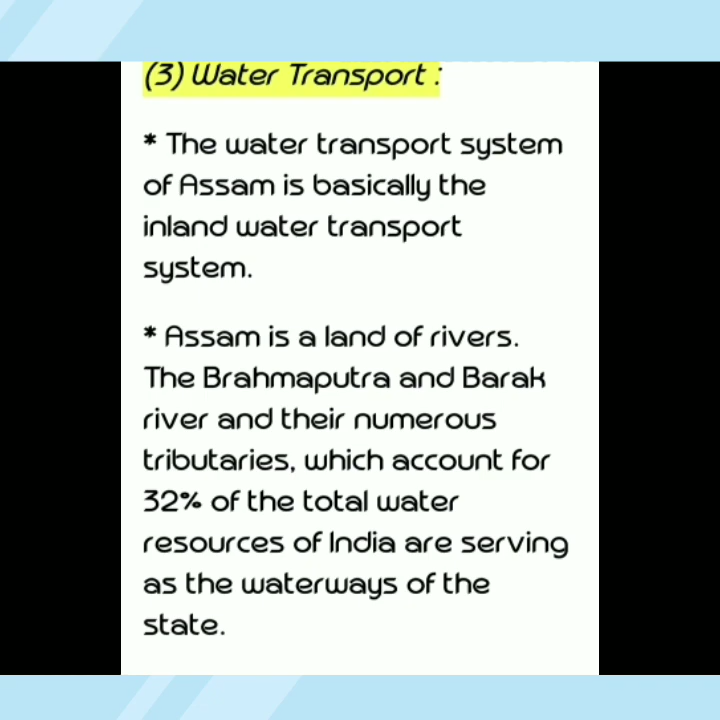 (3) Water Transport :
* The water transport system
of Assam is basically the
inland water transport
system.
* Assam is a land of rivers.
The Brahmaputra and Barak
river and their numerous
tributaries, which account for
32% of the total water
resources of India are serving
as the waterways of the
state.